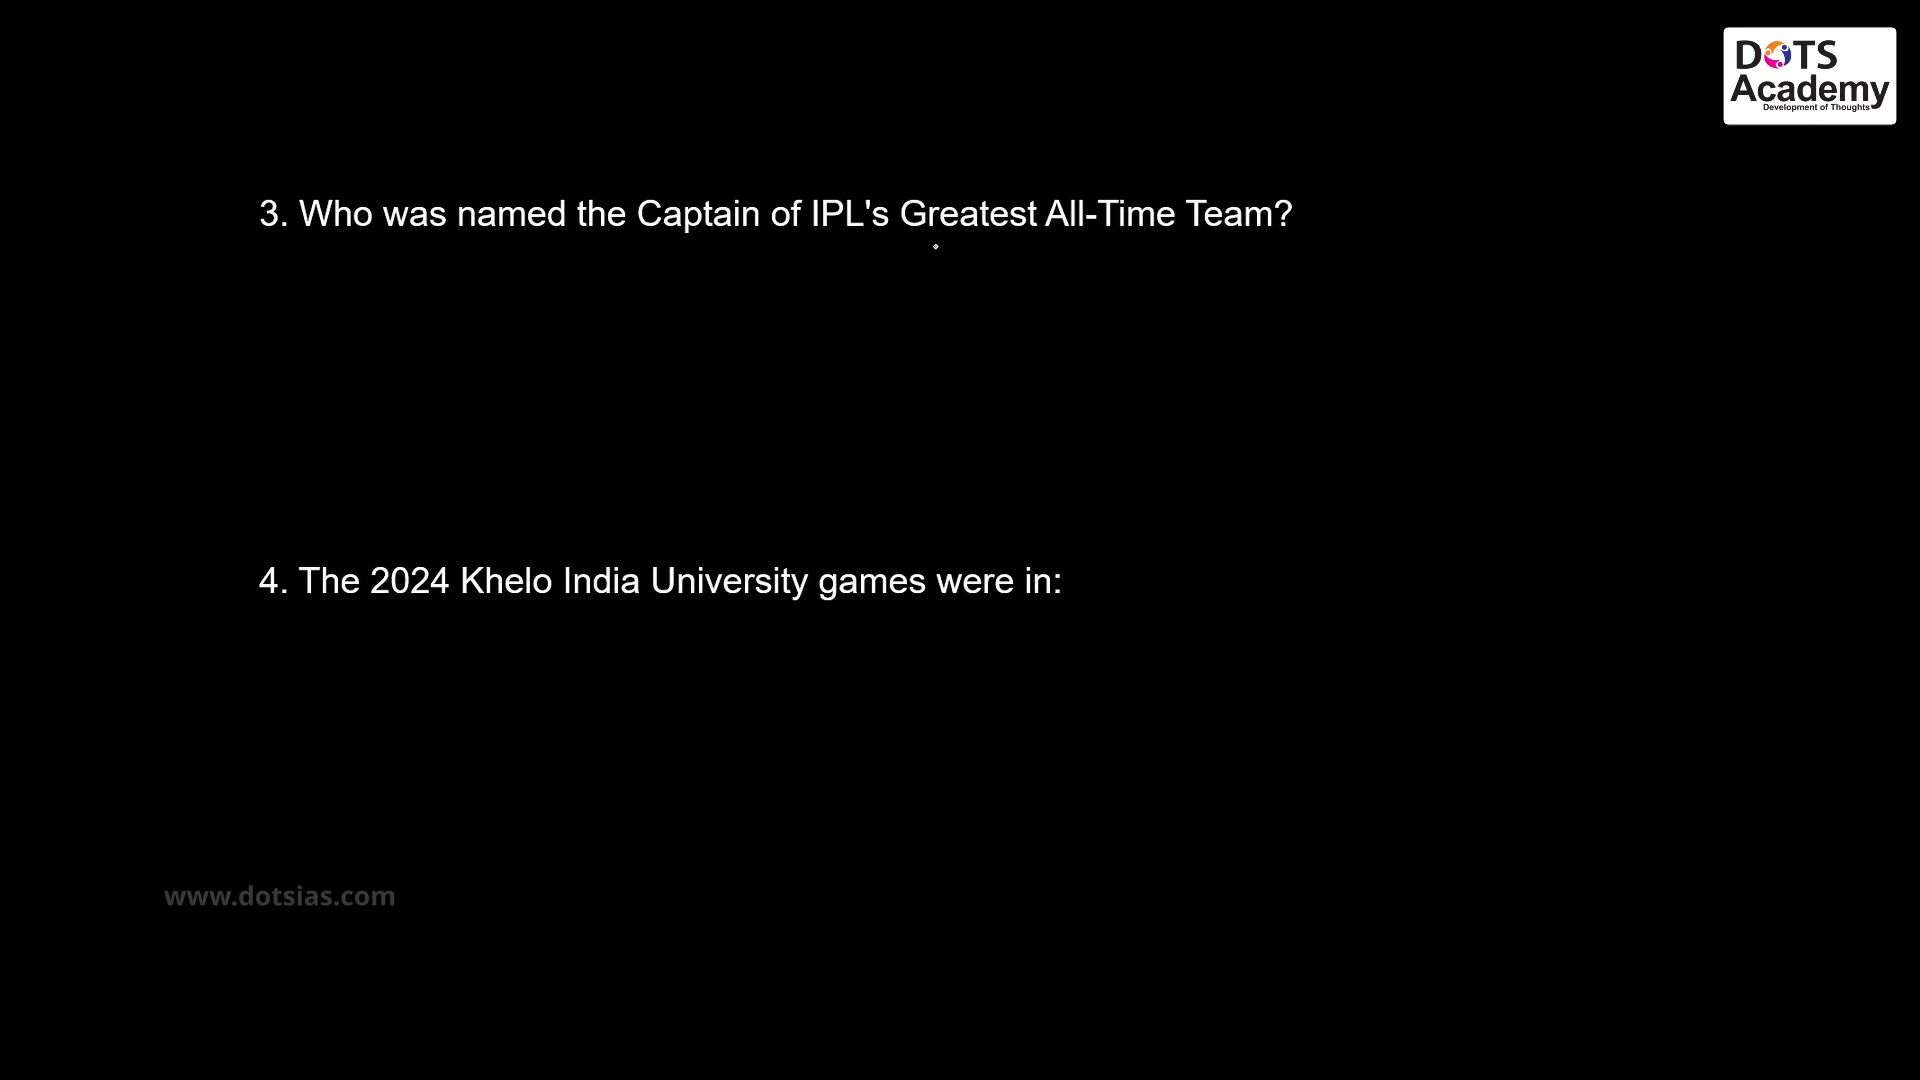 DOTS
Academy
Development of Thoughts
3. Who was named the Captain of IPL's Greatest All-Time Team?
4. The 2024 Khelo India University games were in:
www.dotsias.com